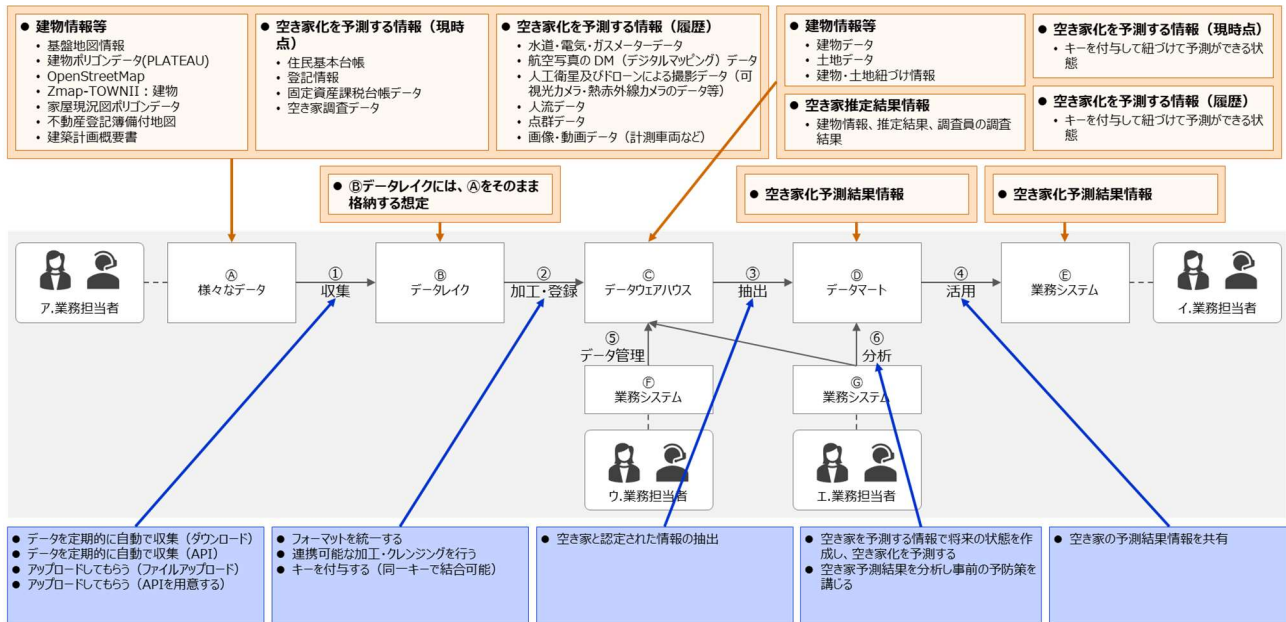 ● 建物情報等
• 基盤地図情報
• 建物ポリゴンデータ(PLATEAU)
• OpenStreetMap
• Zmap-TOWNII：建物
• 家屋現況図ポリゴンデータ
• 不動産登記簿備付地図
• 建築計画概要書
● 空き家化を予測する情報（現時
点）
• 住民基本台帳
• 登記情報
• 固定資産課税台帳データ
• 空き家調査データ
● 空き家化を予測する情報（履歴）
• 水道・電気・ガスメーターデータ
• 航空写真の DM（デジタルマッピング）データ
• 人工衛星及びドローンによる撮影データ（可
視光カメラ・熱赤外線カメラのデータ等）
• 人流データ
• 点群データ
• 画像・動画データ（計測車両など）
● 建物情報等
• 建物データ
• 土地データ
• 建物・土地紐づけ情報
● 空き家化を予測する情報（現時点）
• キーを付与して紐づけて予測ができる状
態
● 空き家推定結果情報
• 建物情報、推定結果、調査員の調査
結果
● 空き家化を予測する情報（履歴）
• キーを付与して紐づけて予測ができる状
態
● Ⓑデータレイクには、Ⓐをそのまま
格納する想定
● 空き家化予測結果情報
● 空き家化予測結果情報
ア.業務担当者
Ⓐ
様々なデータ
①
収集
Ⓑ
データレイク
②
加工・登録
Ⓒ
データウェアハウス
③
抽出
Ⓓ
データマート
④
活用
Ⓔ
業務システム
イ.業務担当者
⑤
データ管理
⑥
分析
Ⓕ
業務システム
Ⓖ
業務システム
ウ.業務担当者
エ.業務担当者
● データを定期的に自動で収集（ダウンロード）
● データを定期的に自動で収集（API）
● アップロードしてもらう（ファイルアップロード）
● アップロードしてもらう（APIを用意する）
● フォーマットを統一する
● 連携可能な加工・クレンジングを行う
● キーを付与する（同一キーで結合可能）
● 空き家と認定された情報の抽出
● 空き家を予測する情報で将来の状態を作
成し、空き家化を予測する
● 空き家予測結果を分析し事前の予防策を
講じる
● 空き家の予測結果情報を共有